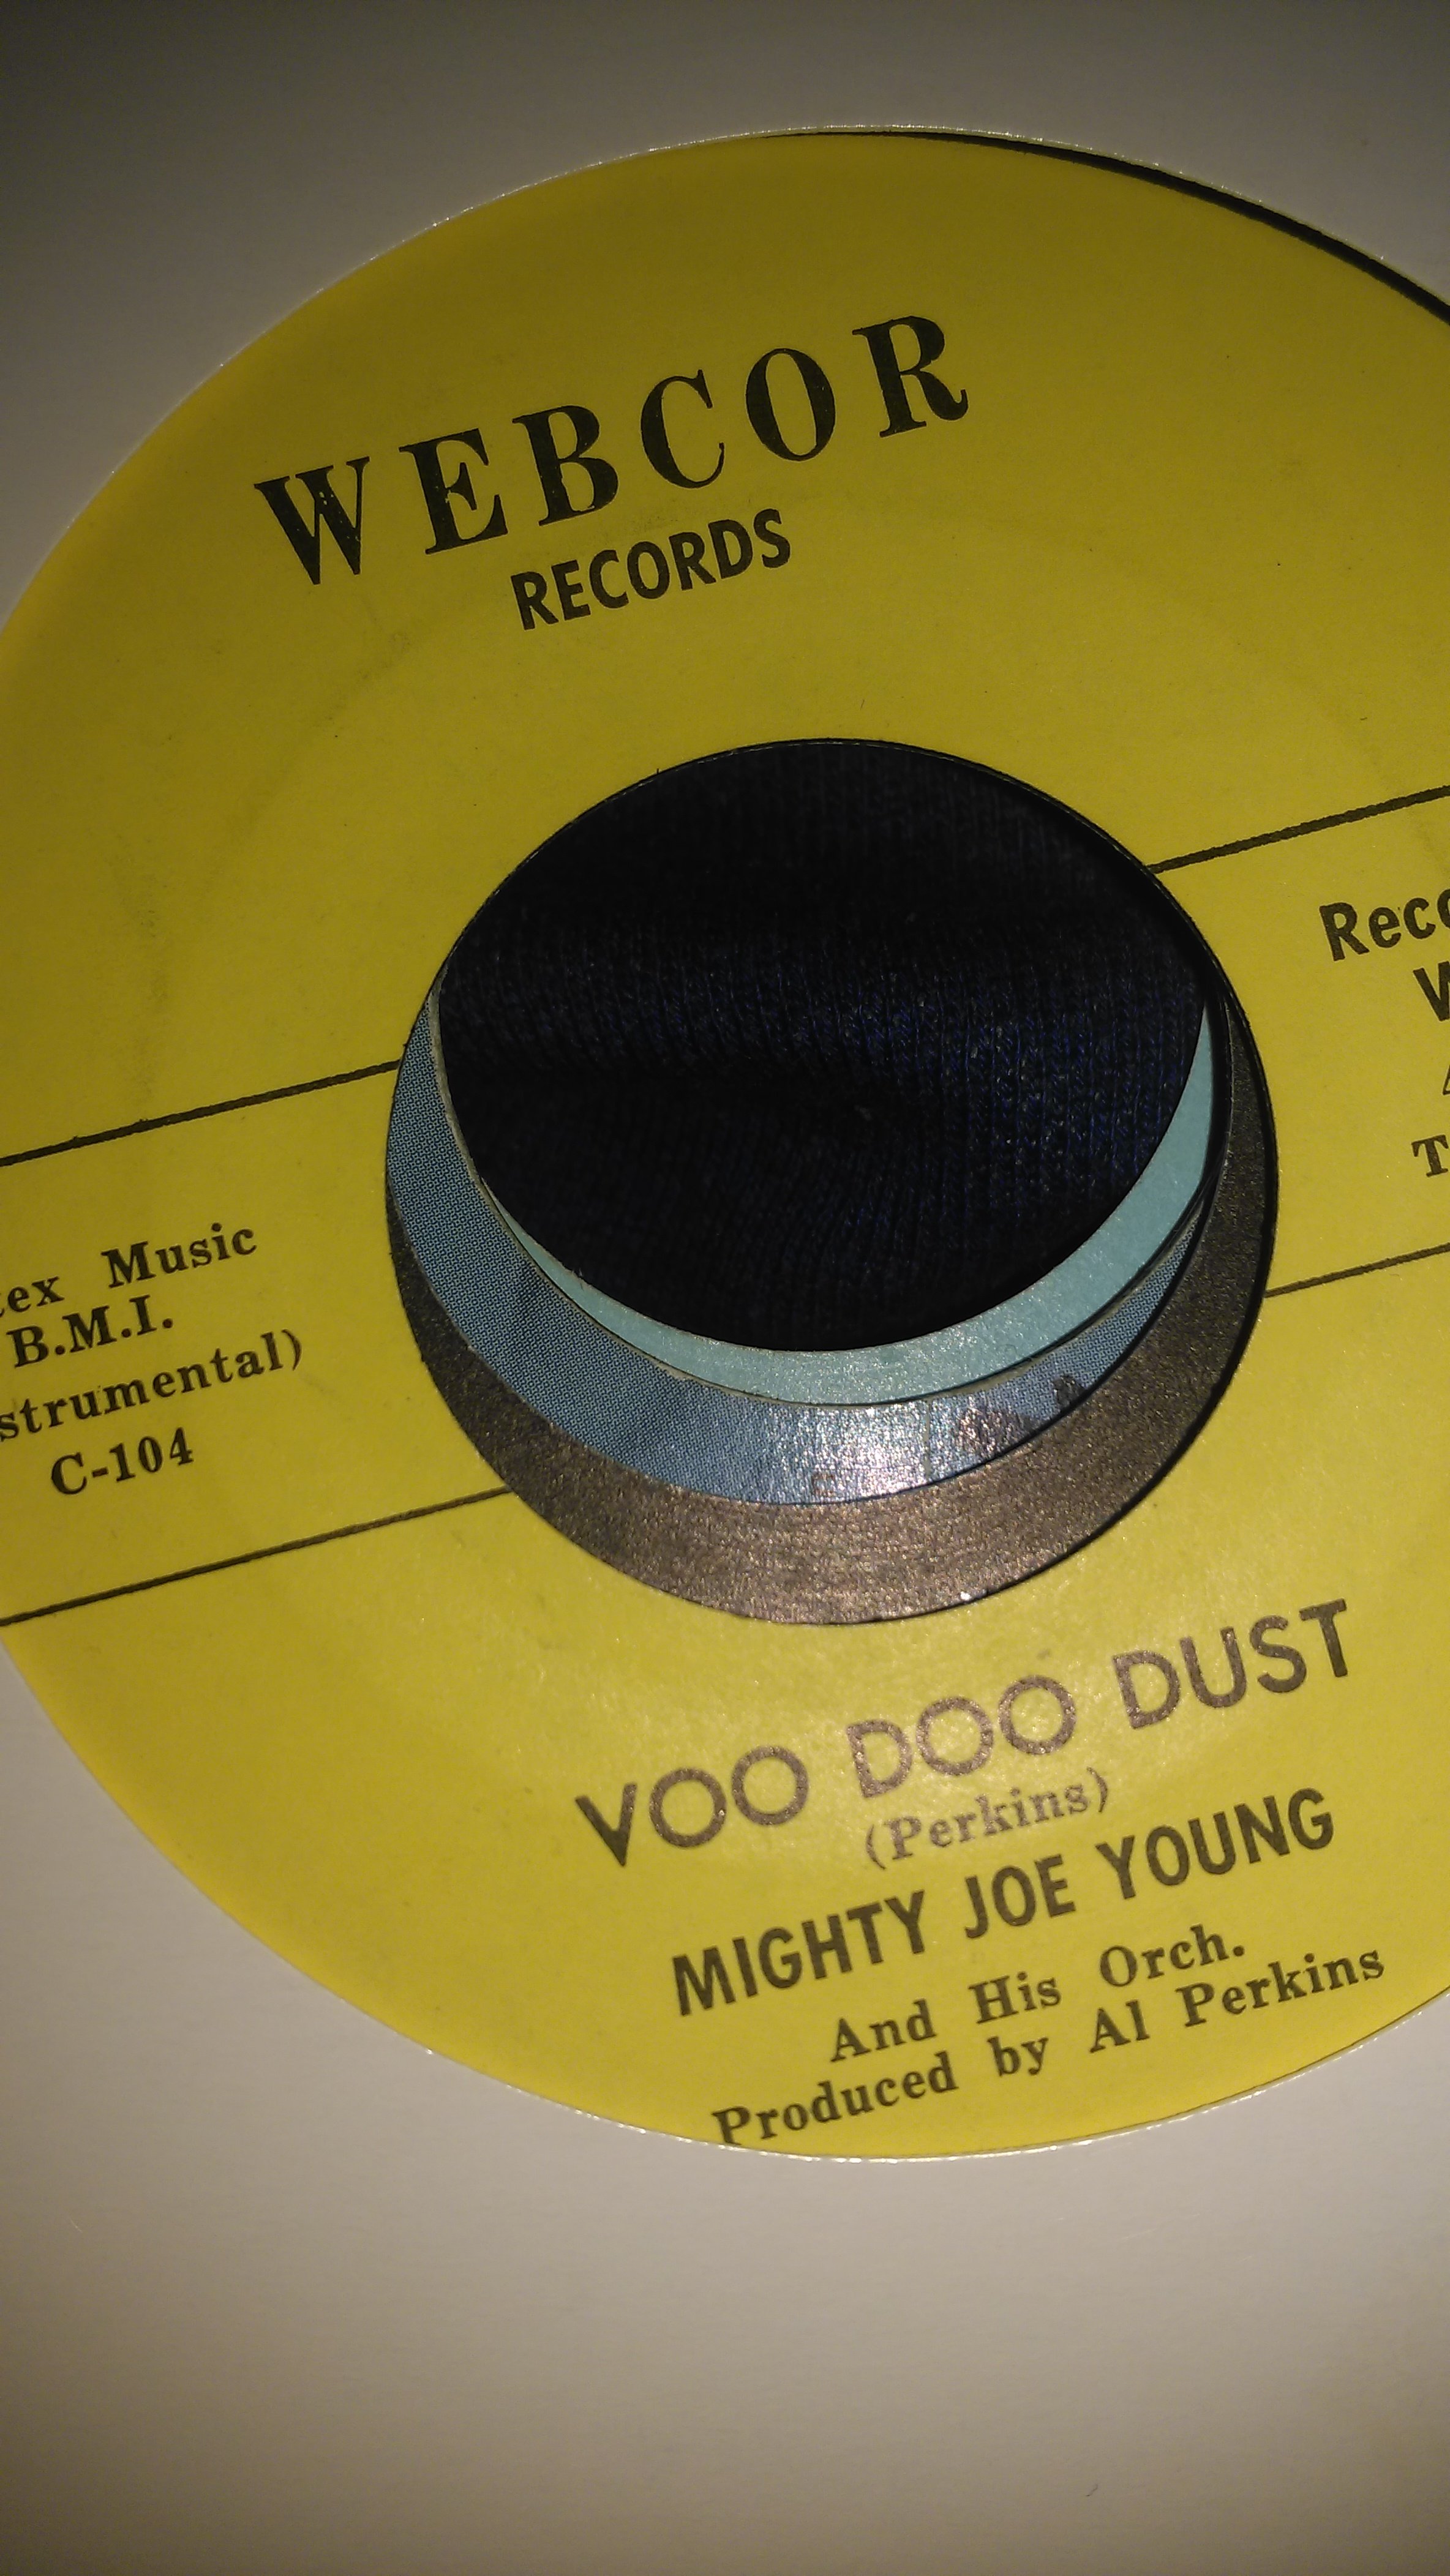 WEBCOR
RECORDS
Music
B.M.I.
C-104
VOO DOO DUST
(Perkins)
MIGHTY JOE YOUNG
And His Orch.
Produced by Al Perkins